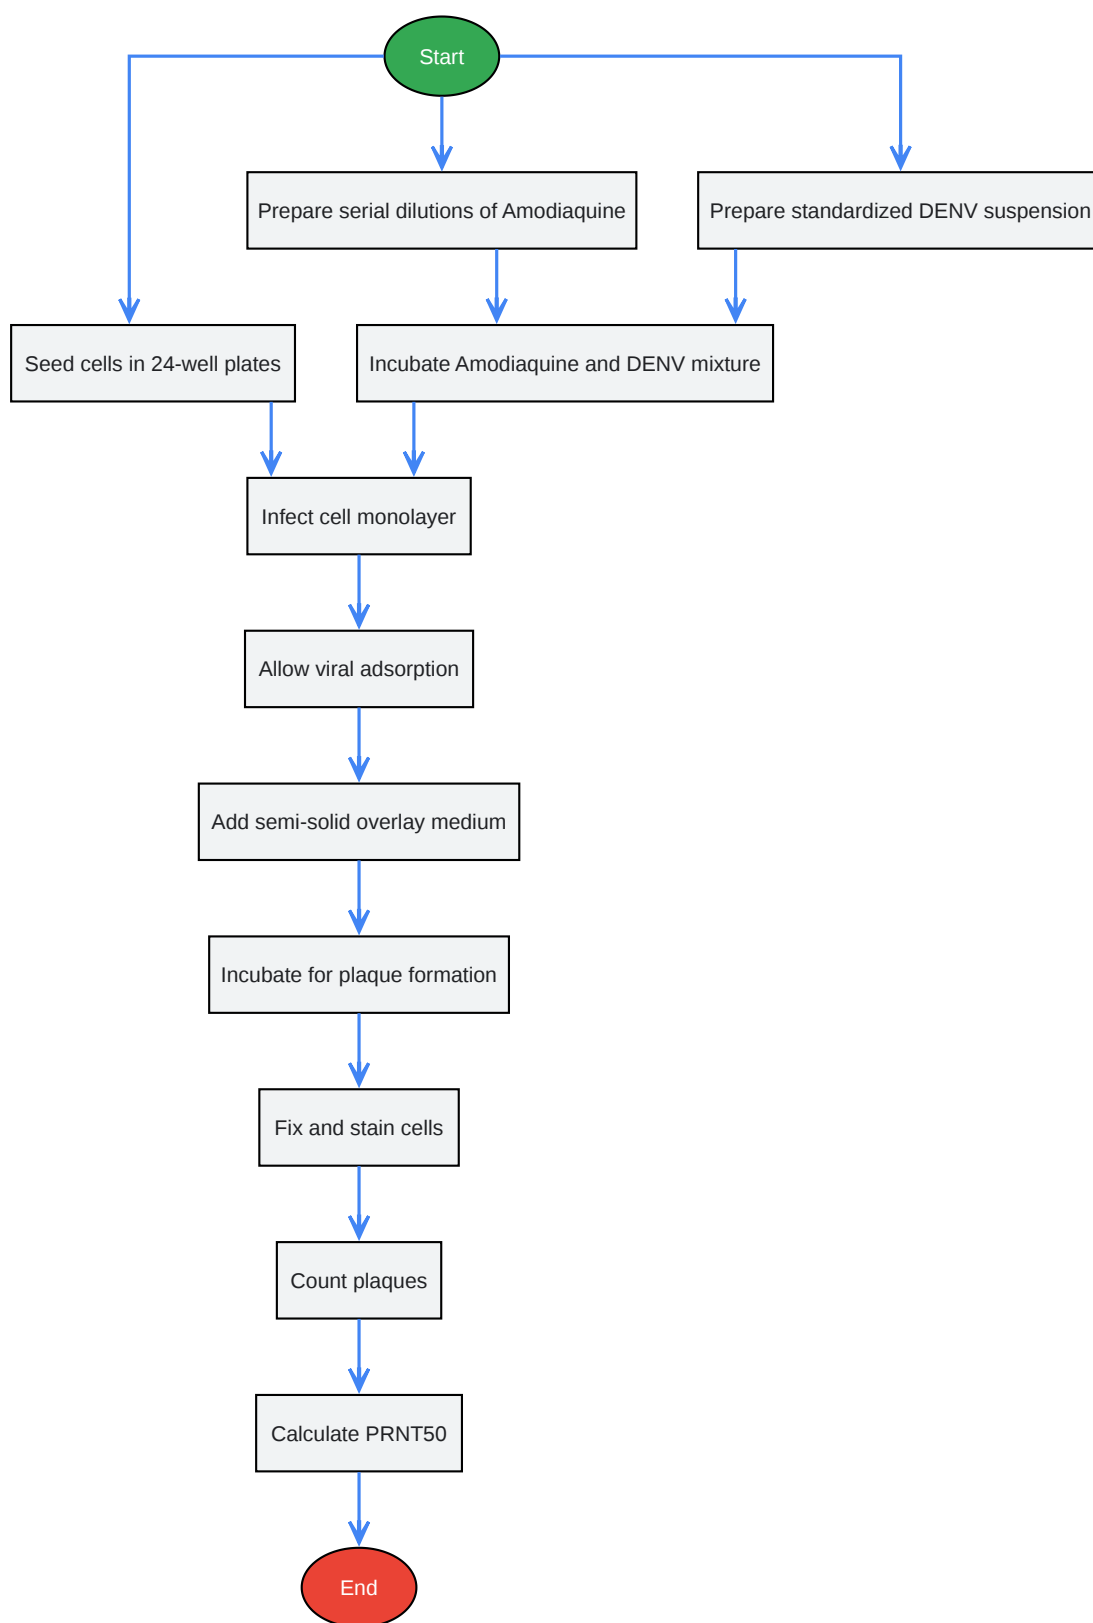 Start
Prepare serial dilutions of Amodiaquine
Prepare standardized DENV suspension
Seed cells in 24-well plates
Incubate Amodiaquine and DENV mixture
Infect cell monolayer
Allow viral adsorption
Add semi-solid overlay medium
Incubate for plaque formation
Fix and stain cells
Count plaques
Calculate PRNT50
End